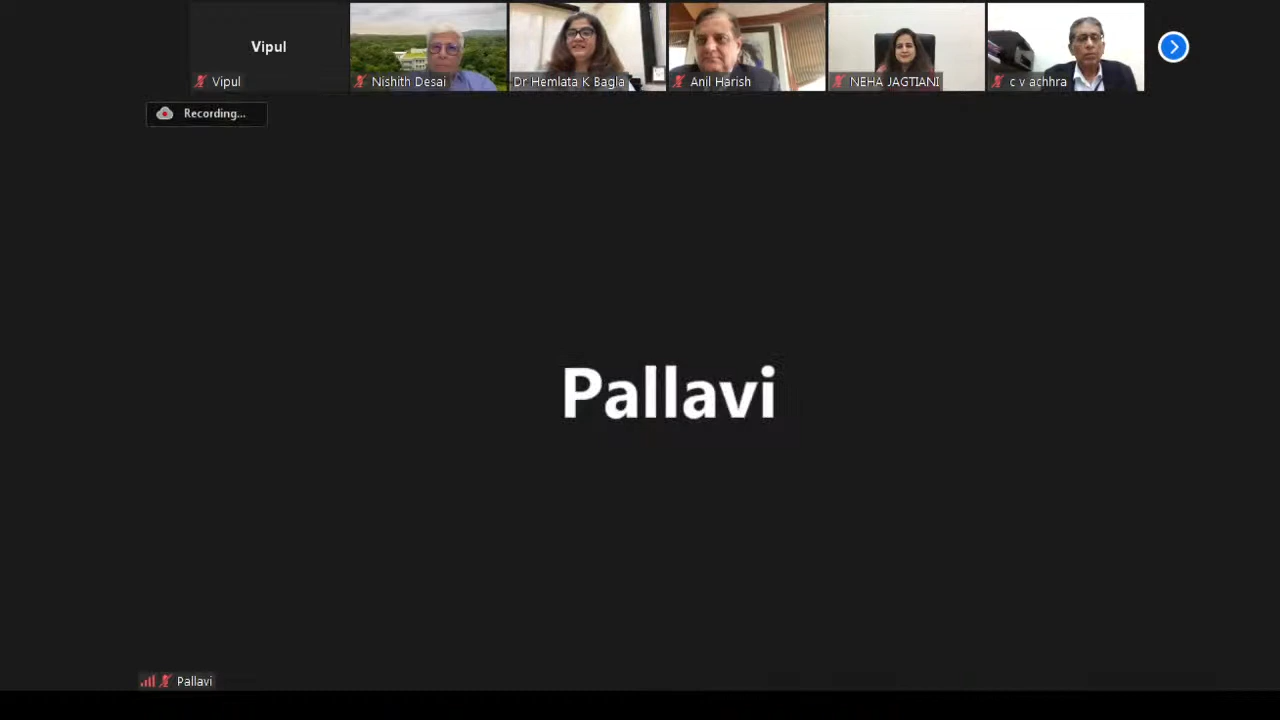 Vipul
Vipul
Nishith Desai
Dr Hemlata K Bagla
Anil Harish
NEHA JAGTIANI
c v achhra
Recording...
Pallavi
Pallavi